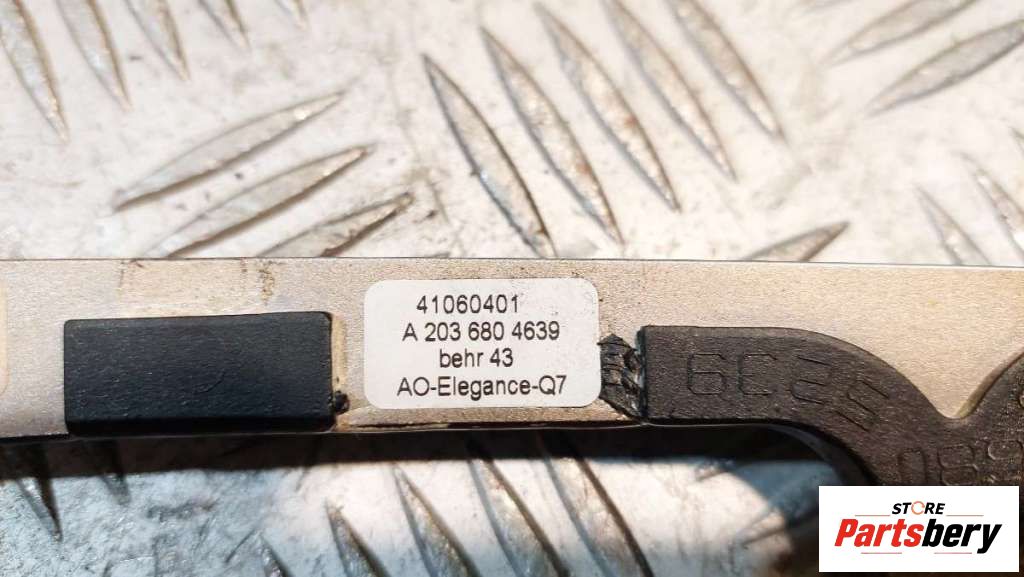 41060401
A 203 680 4639
behr 43
AO-Elegance-Q7
STORE
Partsbery